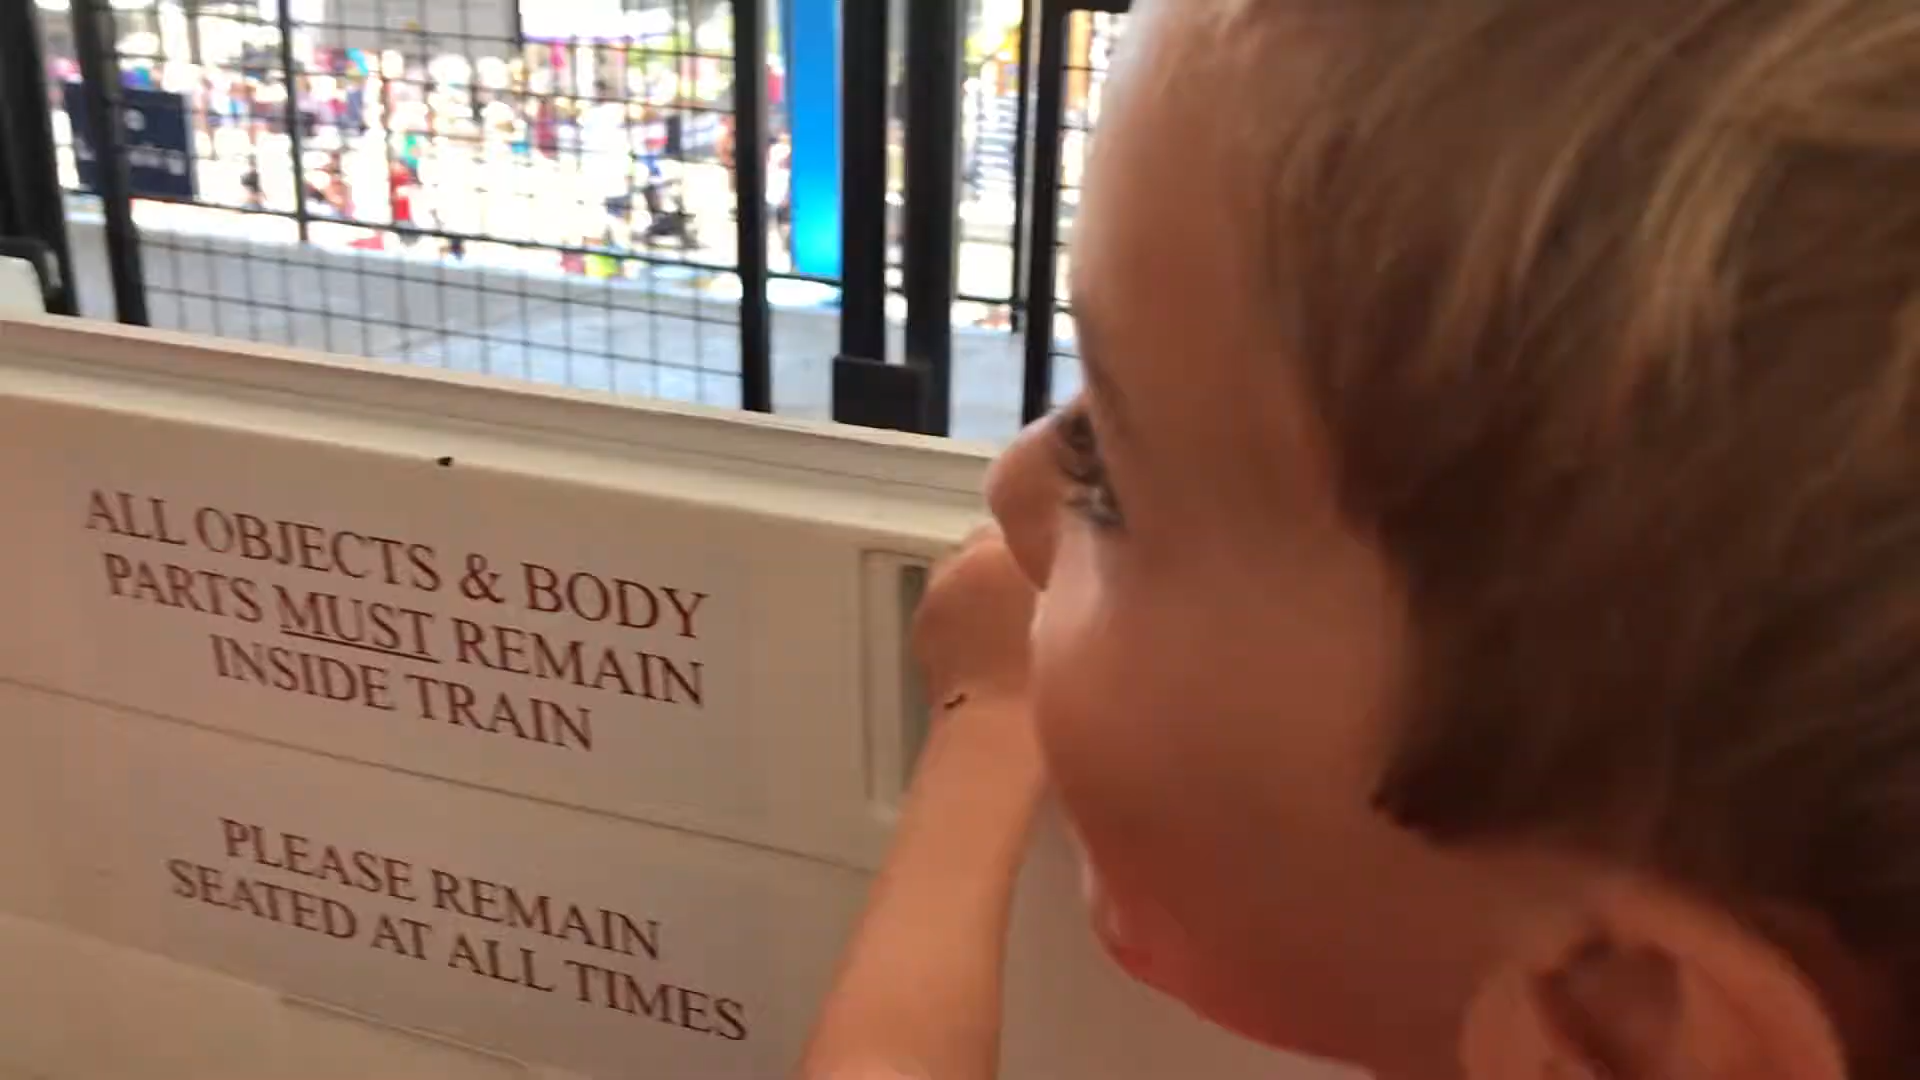 ALL OBJECTS & BODY
PARTS MUST REMAIN
INSIDE TRAIN
PLEASE REMAIN
SEATED AT ALL TIMES